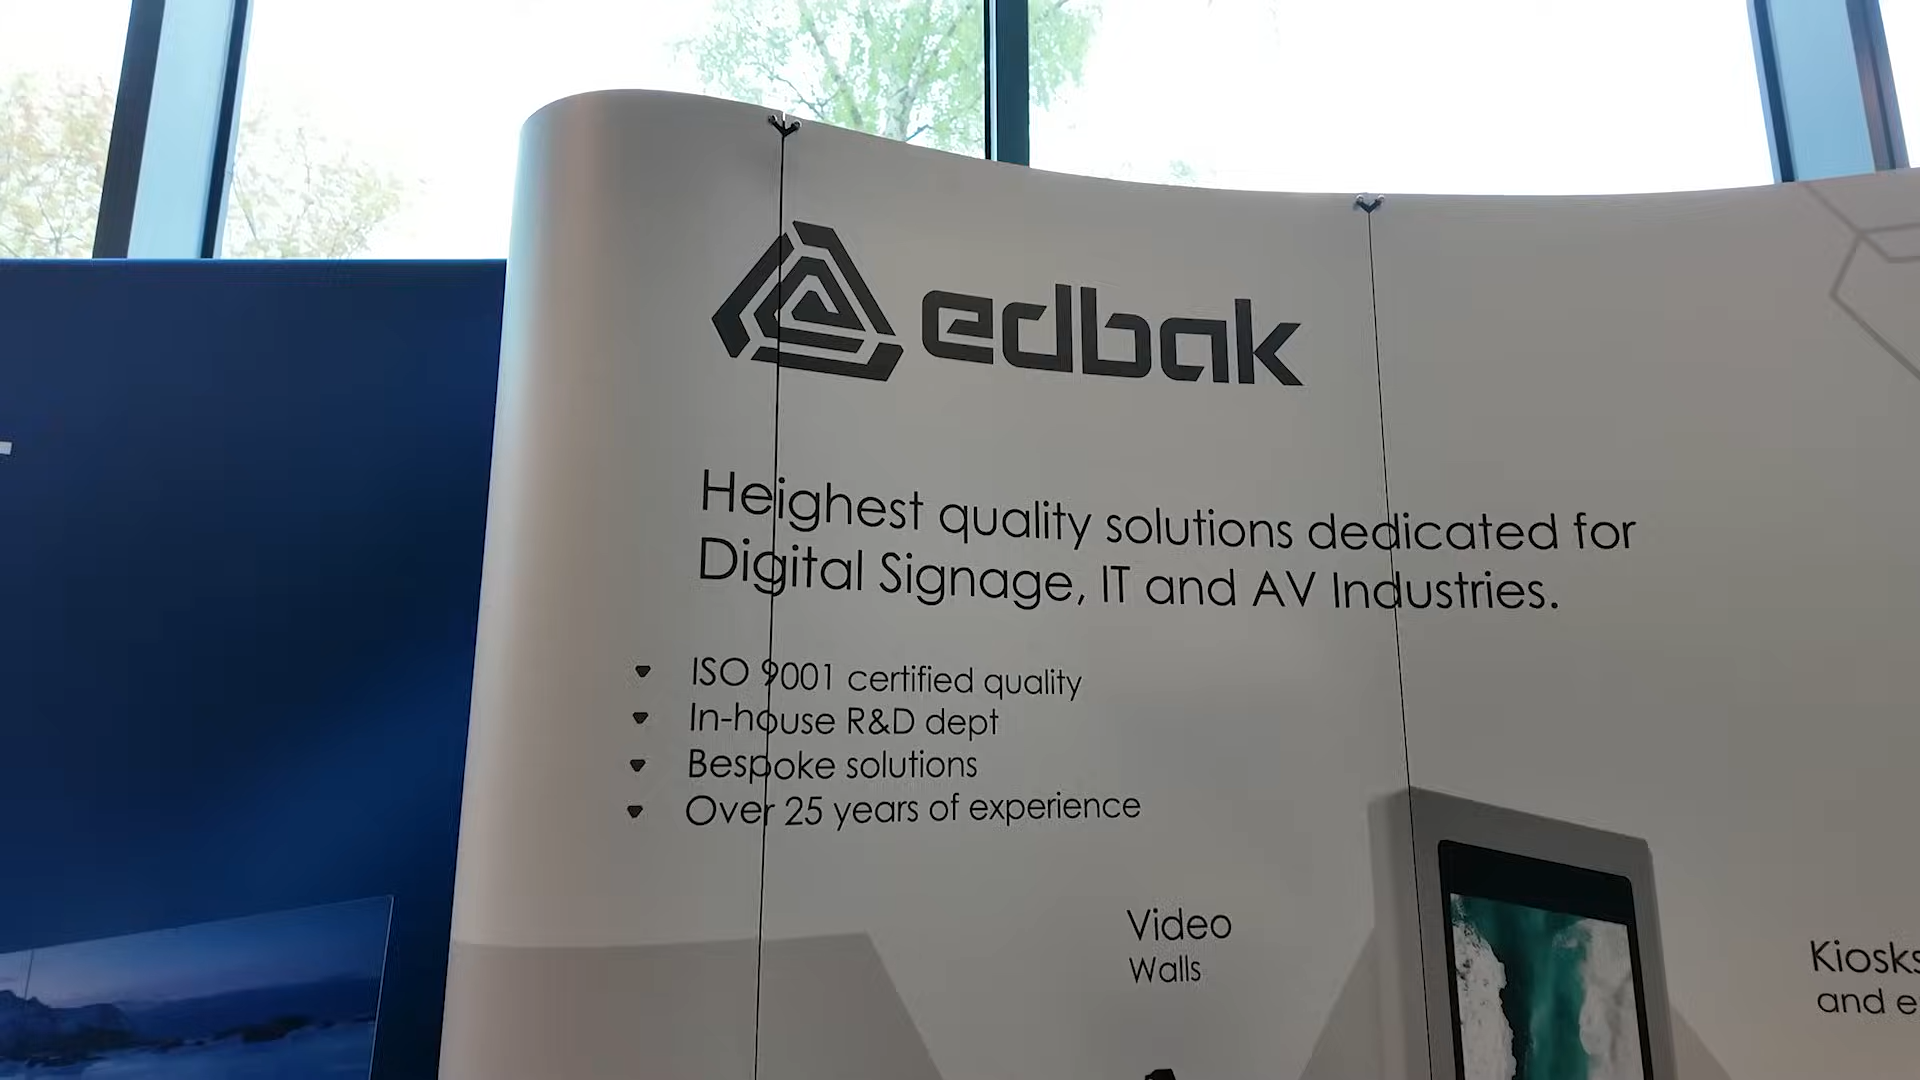 edbak
Heighest quality solutions dedicated for
Digital Signage, IT and AV Industries.
ISO 9001 certified quality
In-house R&D dept
Bespoke solutions
Over 25 years of experience
Video
Walls
Kiosks
and